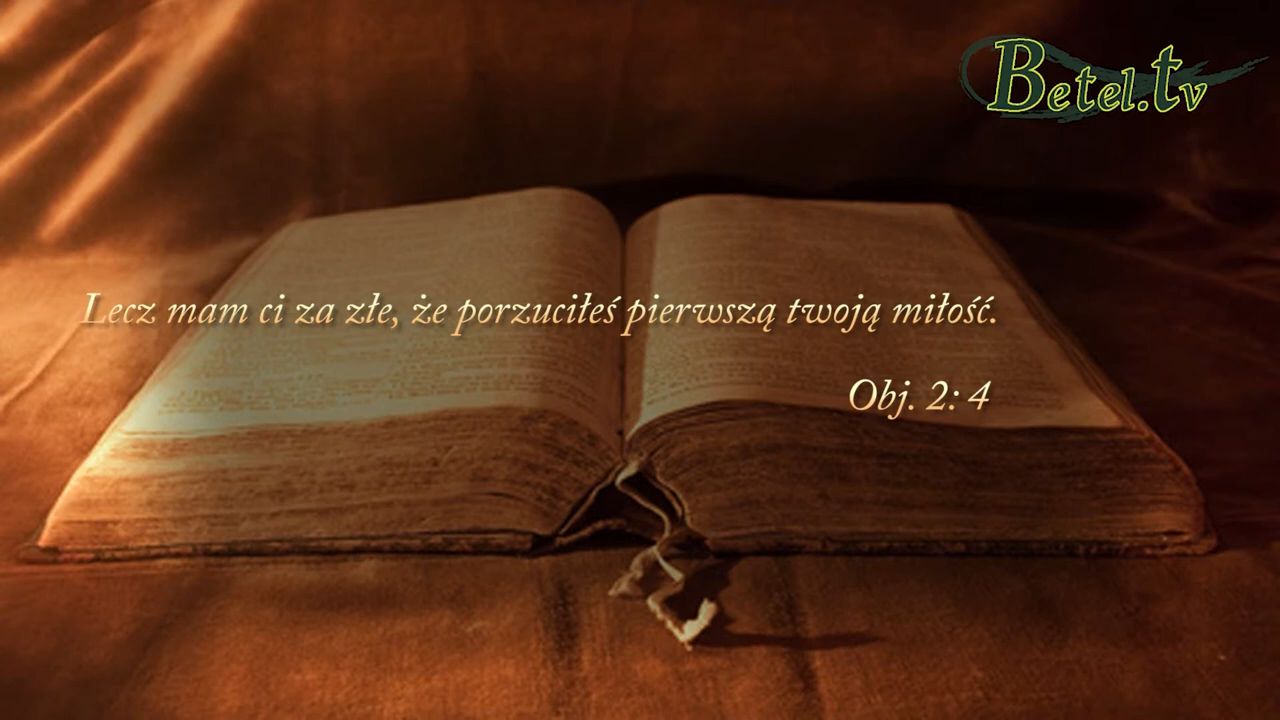 Betel.tv
Lecz mam ci za złe, że porzuciłeś pierwszą twoją miłość.
Obj. 2: 4